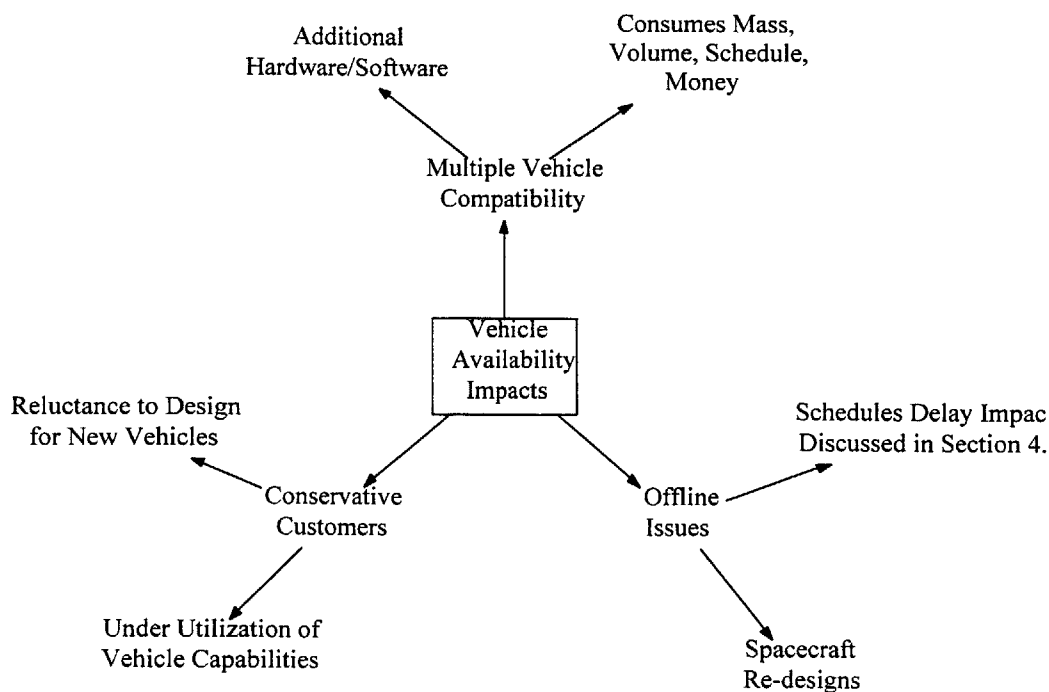 Additional
Hardware/Software
Consumes Mass,
Volume, Schedule,
Money
Multiple Vehicle
Compatibility
Vehicle
Availability
Impacts
Reluctance to Design
for New Vehicles
Conservative
Customers
Under Utilization of
Vehicle Capabilities
Schedules Delay Impac
Discussed in Section 4.
Offline
Issues
Spacecraft
Re-designs